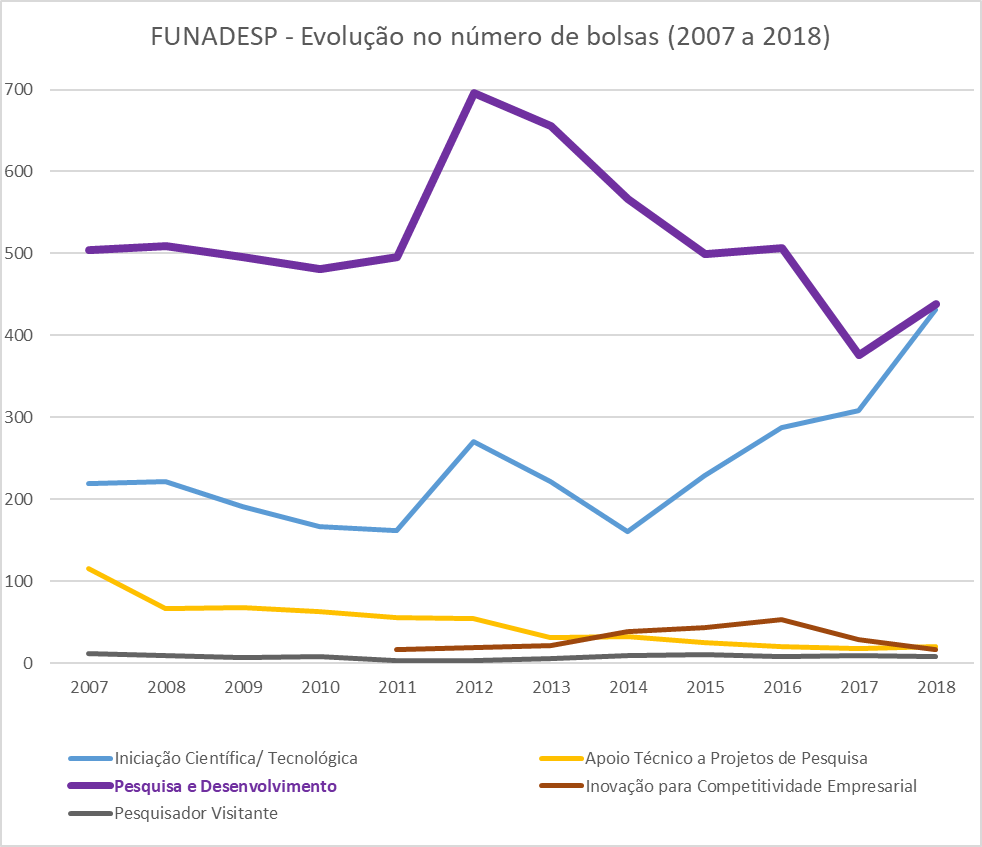 FUNADESP - Evolução no número de bolsas (2007 a 2018)
700
600
500
400
300
200
100
0
2007 2008 2009 2010 2011 2012 2013 2014 2015 2016 2017 2018
Iniciação Científica/ Tecnológica Apoio Técnico a Projetos de Pesquisa
Pesquisa e Desenvolvimento Inovação para Competitividade Empresarial
Pesquisador Visitante